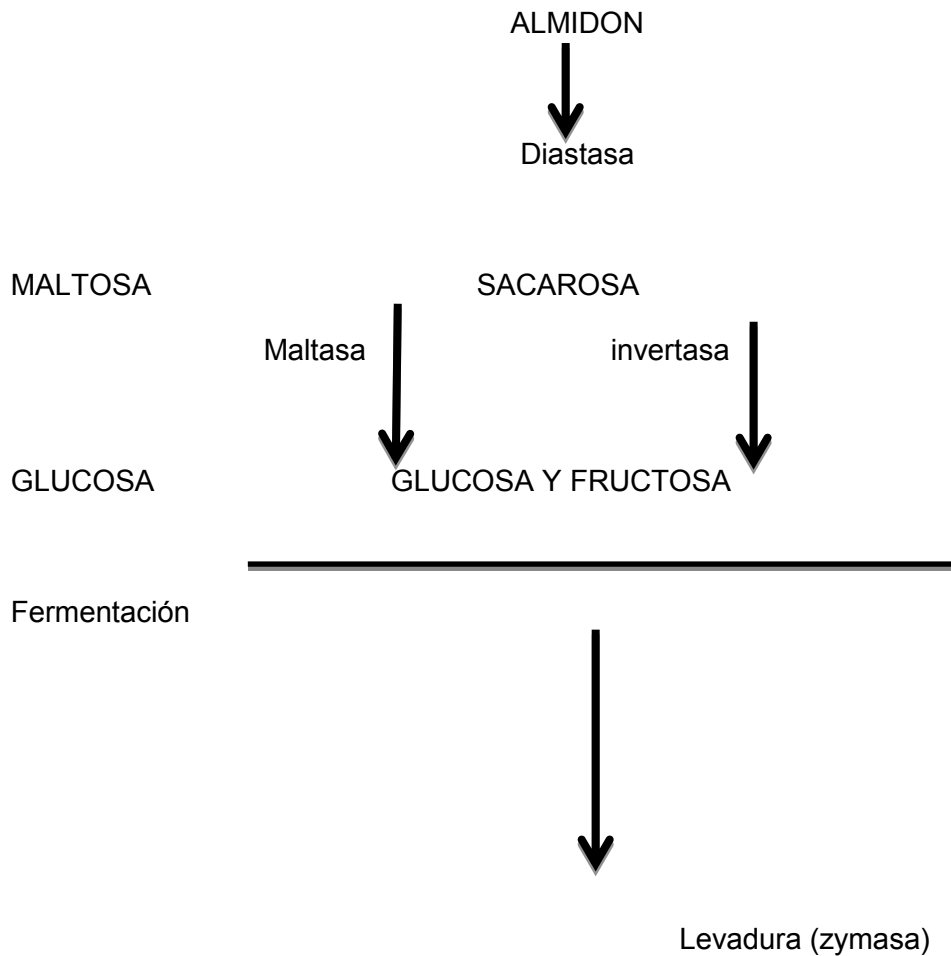 ALMIDON
Diastasa
MALTOSA SACAROSA
Maltasa invertasa
GLUCOSA GLUCOSA Y FRUCTOSA
Fermentación
Levadura (zymasa)